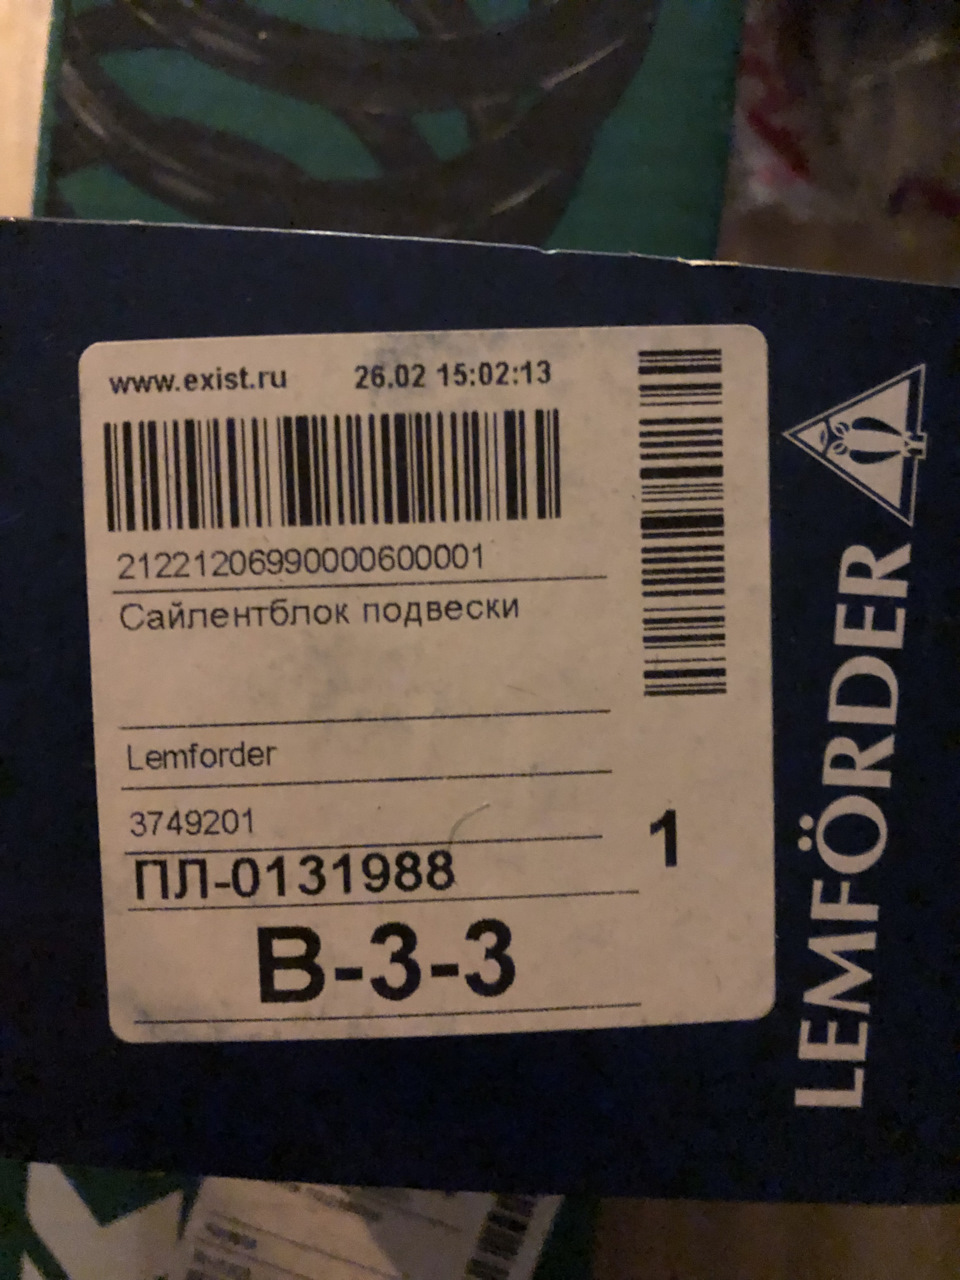 www.exist.ru 26.02 15:02:13
21221206990000600001
Сайлентблок подвески
Lemforder
3749201
1
ПЛ-0131988
В-3-3
LEMFÖRDER